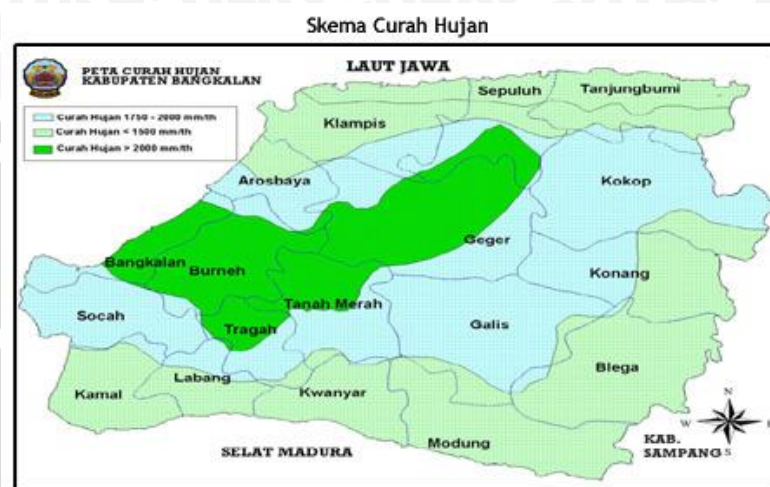 Skema Curah Hujan
PETA CURAH HUJAN
KABUPATEN BANGKALAN
Curah Hujan 1750 - 2000 mm/th
Curah Hujan < 1500 mm/th
Curah Hujan > 2000 mm/th
LAUT JAWA
Sepuluh
Tanjungbumi
Klampis
Arosbaya
Kokop
Geger
Bangkalan
Burneh
Konang
Tanah Merah
Socah
Tragah
Galis
Blega
Labang
Kamal
Kwanyar
Modung
SELAT MADURA
KAB.
SAMPANG
N
W
S